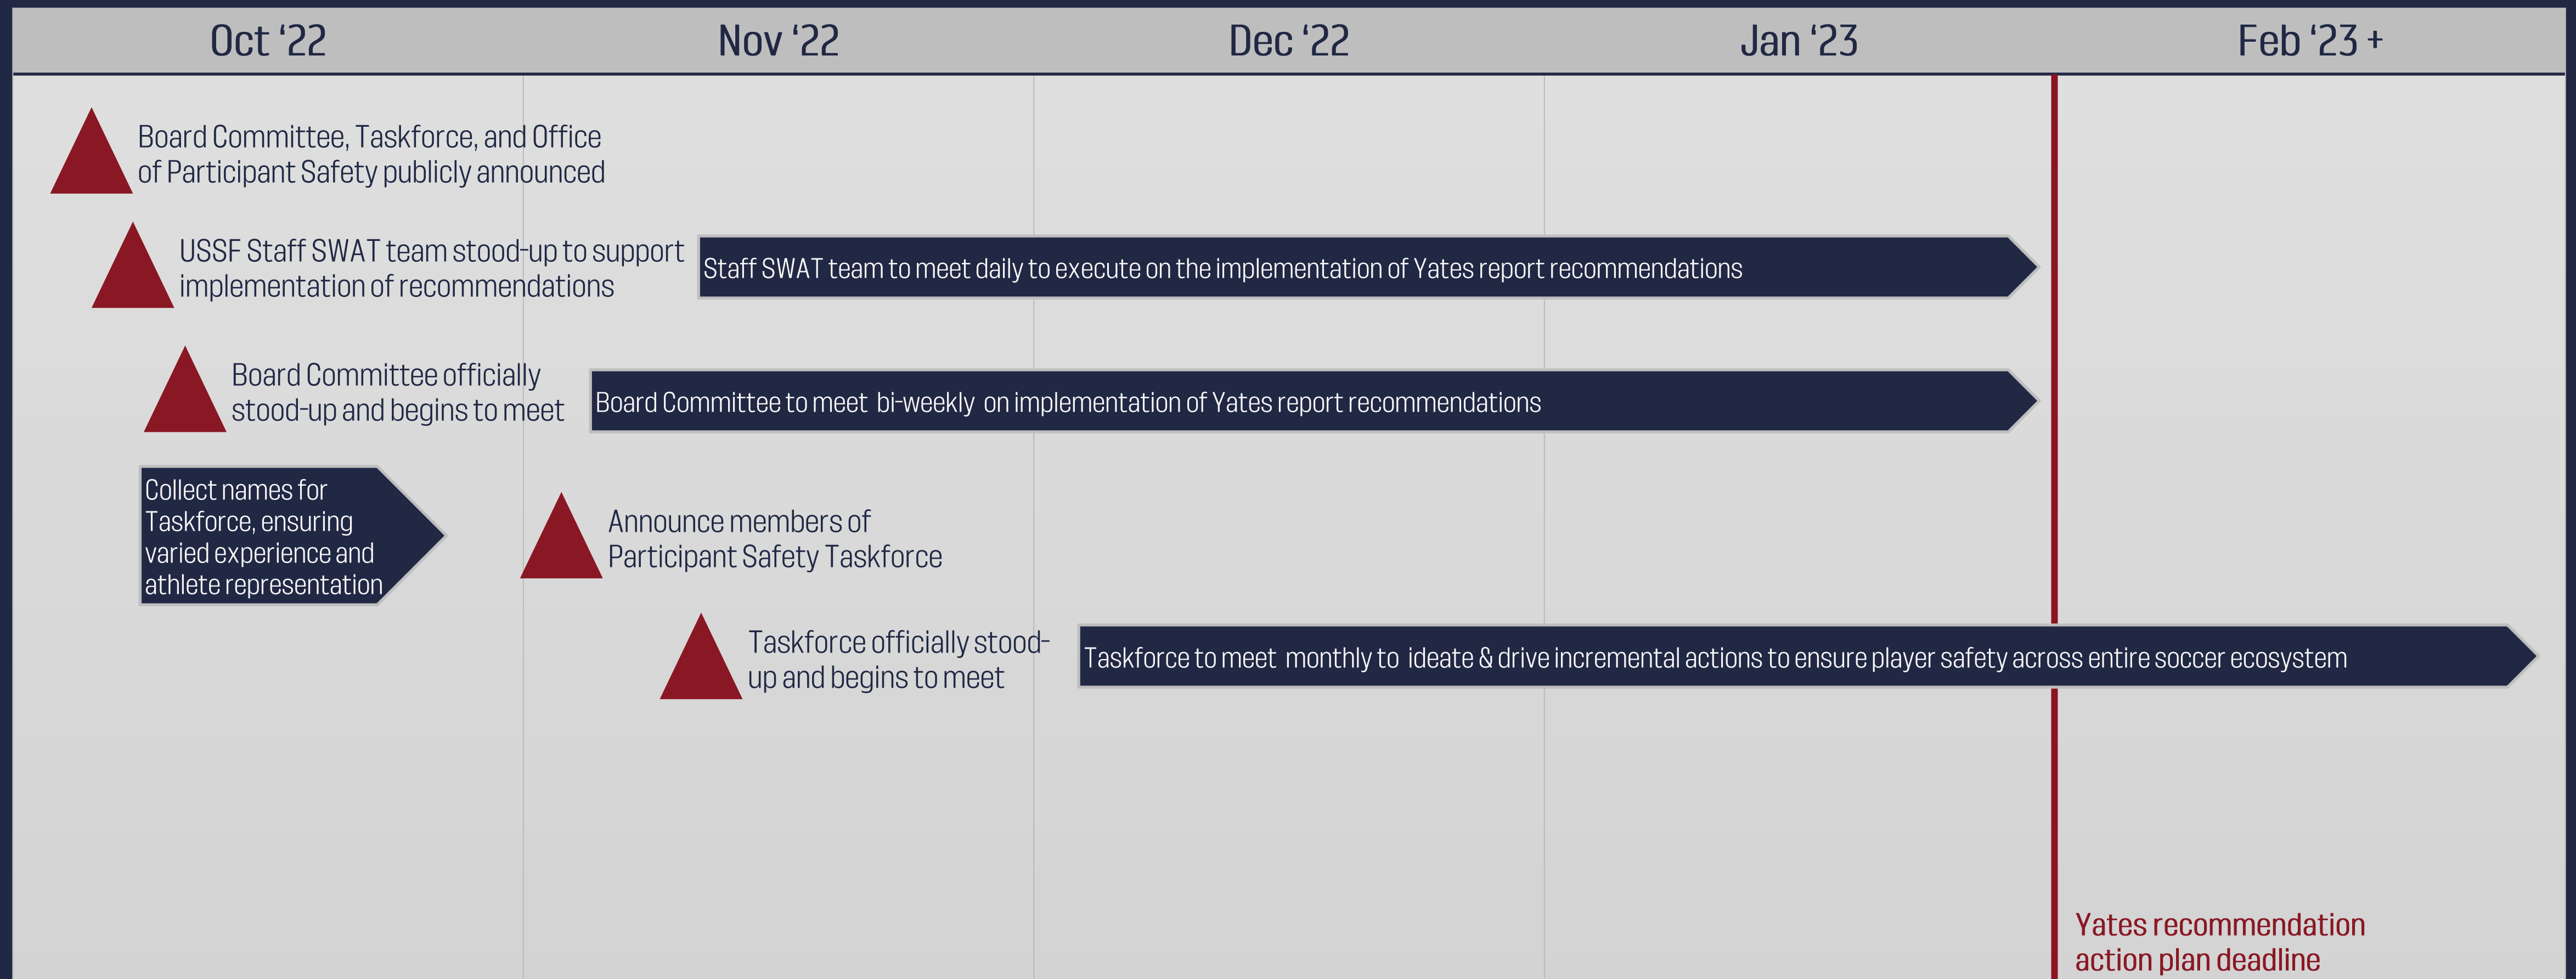 Oct ‘22
Nov ‘22
Dec ‘22
Jan ‘23
Feb ‘23 +
Board Committee, Taskforce, and Office
of Participant Safety publicly announced
USSF Staff SWAT team stood-up to support
implementation of recommendations
Staff SWAT team to meet daily to execute on the implementation of Yates report recommendations
Board Committee officially
stood-up and begins to meet
Board Committee to meet bi-weekly on implementation of Yates report recommendations
Collect names for
Taskforce, ensuring
varied experience and
athlete representation
Announce members of
Participant Safety Taskforce
Taskforce officially stood-
up and begins to meet
Taskforce to meet monthly to ideate & drive incremental actions to ensure player safety across entire soccer ecosystem
Yates recommendation
action plan deadline